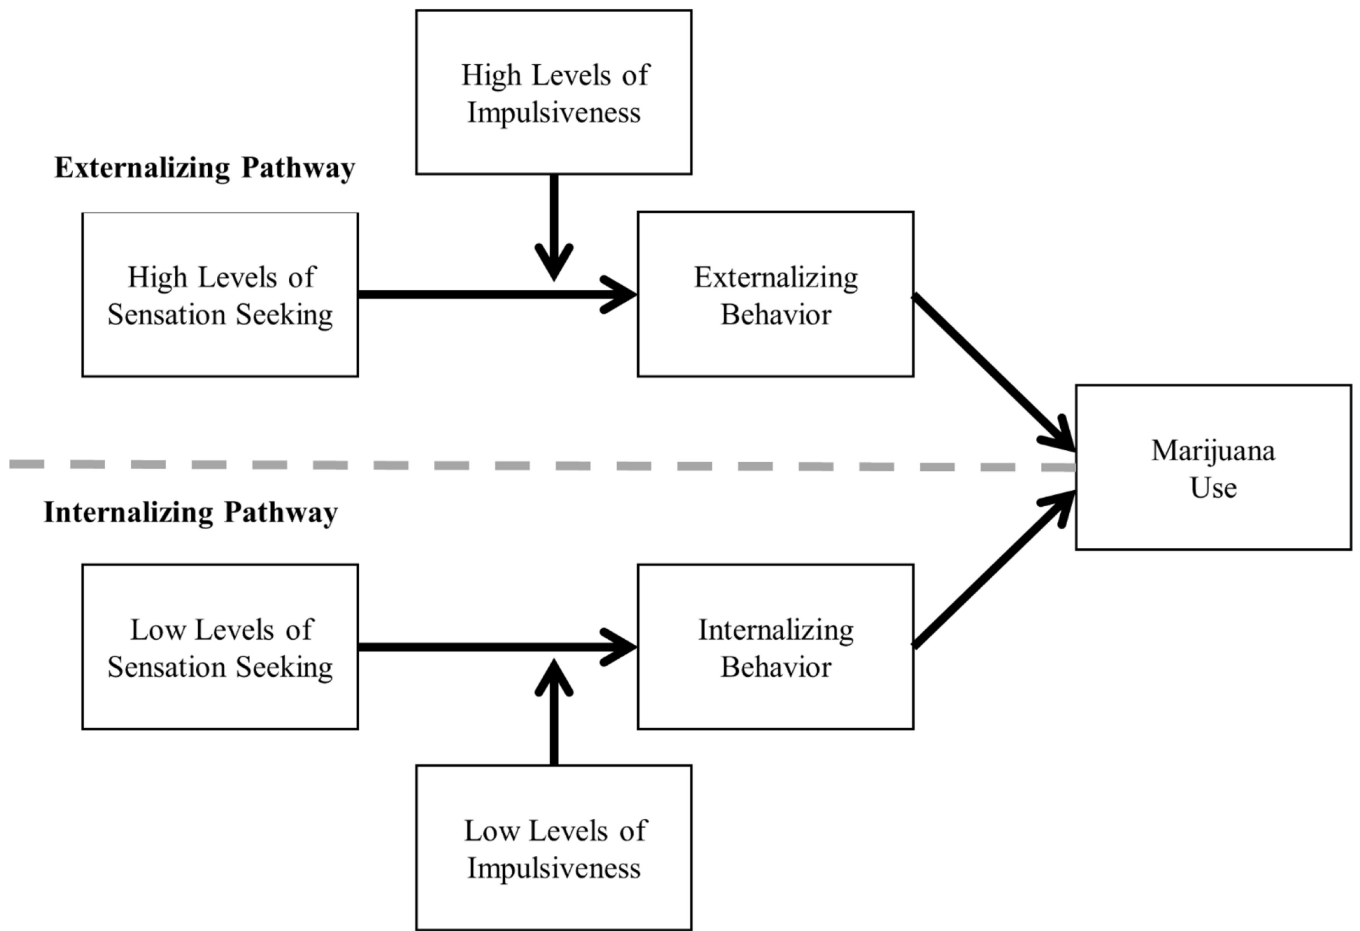 High Levels of
Impulsiveness
Externalizing Pathway
High Levels of
Sensation Seeking
Externalizing
Behavior
Marijuana
Use
Internalizing Pathway
Low Levels of
Sensation Seeking
Internalizing
Behavior
Low Levels of
Impulsiveness